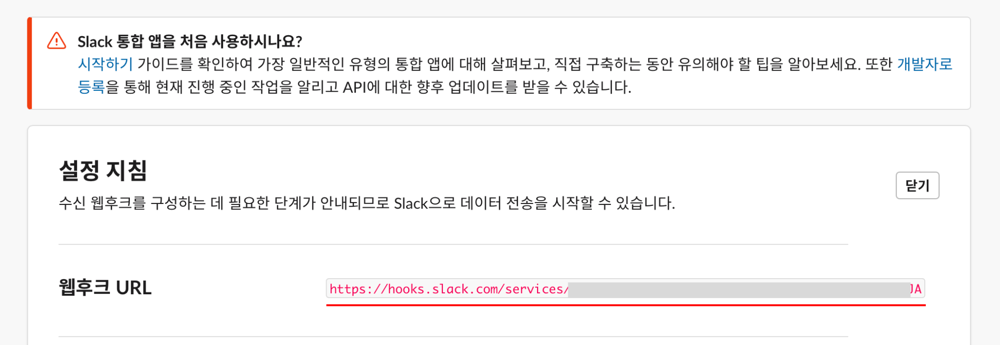 Slack 통합 앱을 처음 사용하시나요?
시작하기 가이드를 확인하여 가장 일반적인 유형의 통합 앱에 대해 살펴보고, 직접 구축하는 동안 유의해야 할 팁을 알아보세요. 또한 개발자로
등록을 통해 현재 진행 중인 작업을 알리고 API에 대한 향후 업데이트를 받을 수 있습니다.
설정 지침
닫기
수신 웹후크를 구성하는 데 필요한 단계가 안내되므로 Slack으로 데이터 전송을 시작할 수 있습니다.
웹후크 URL
https://hooks.slack.com/services/